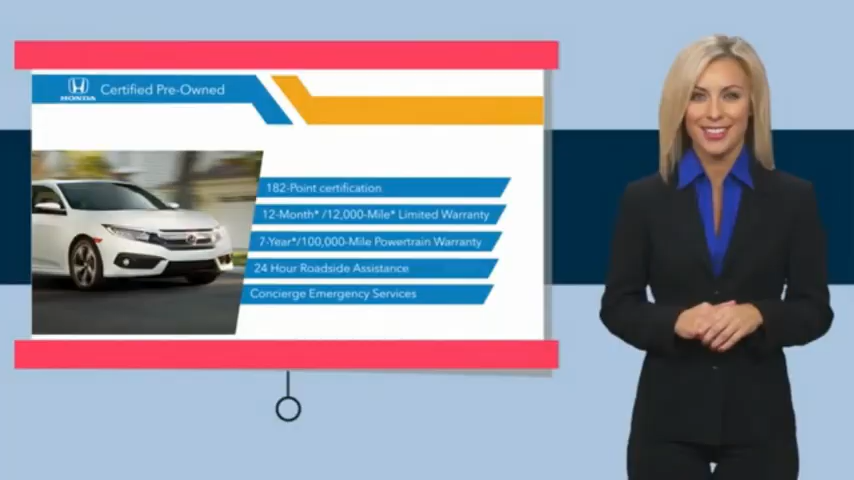 HONDA
Certified Pre-Owned
182-Point certification
12-Month* /12,000-Mile* Limited Warranty
7-Year*/100,000-Mile Powertrain Warranty
24 Hour Roadside Assistance
Concierge Emergency Services